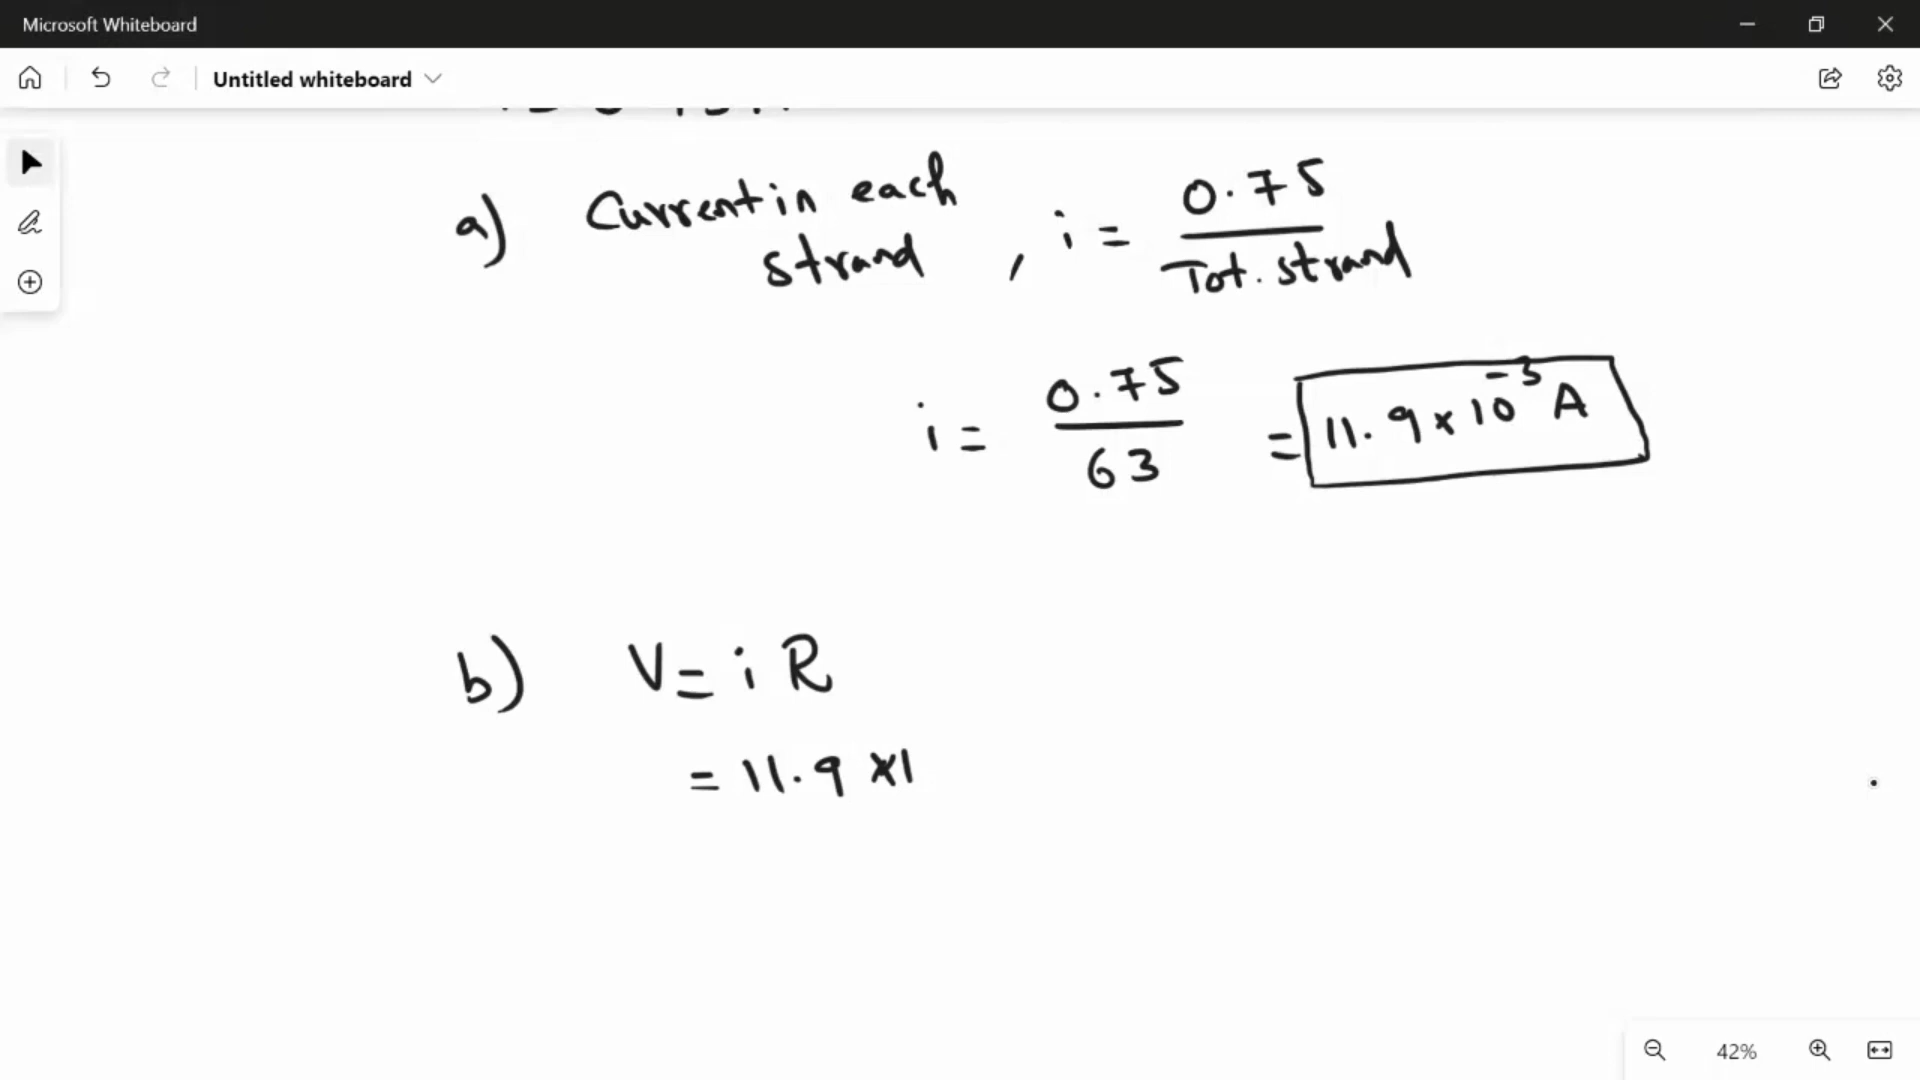 Microsoft Whiteboard
Untitled whiteboard
a) Current in each strand, i = 0.75 / Tot. strand
i = 0.75 / 63 = 11.9 × 10⁻³ A
b) V = i R
= 11.9 × 1
42%